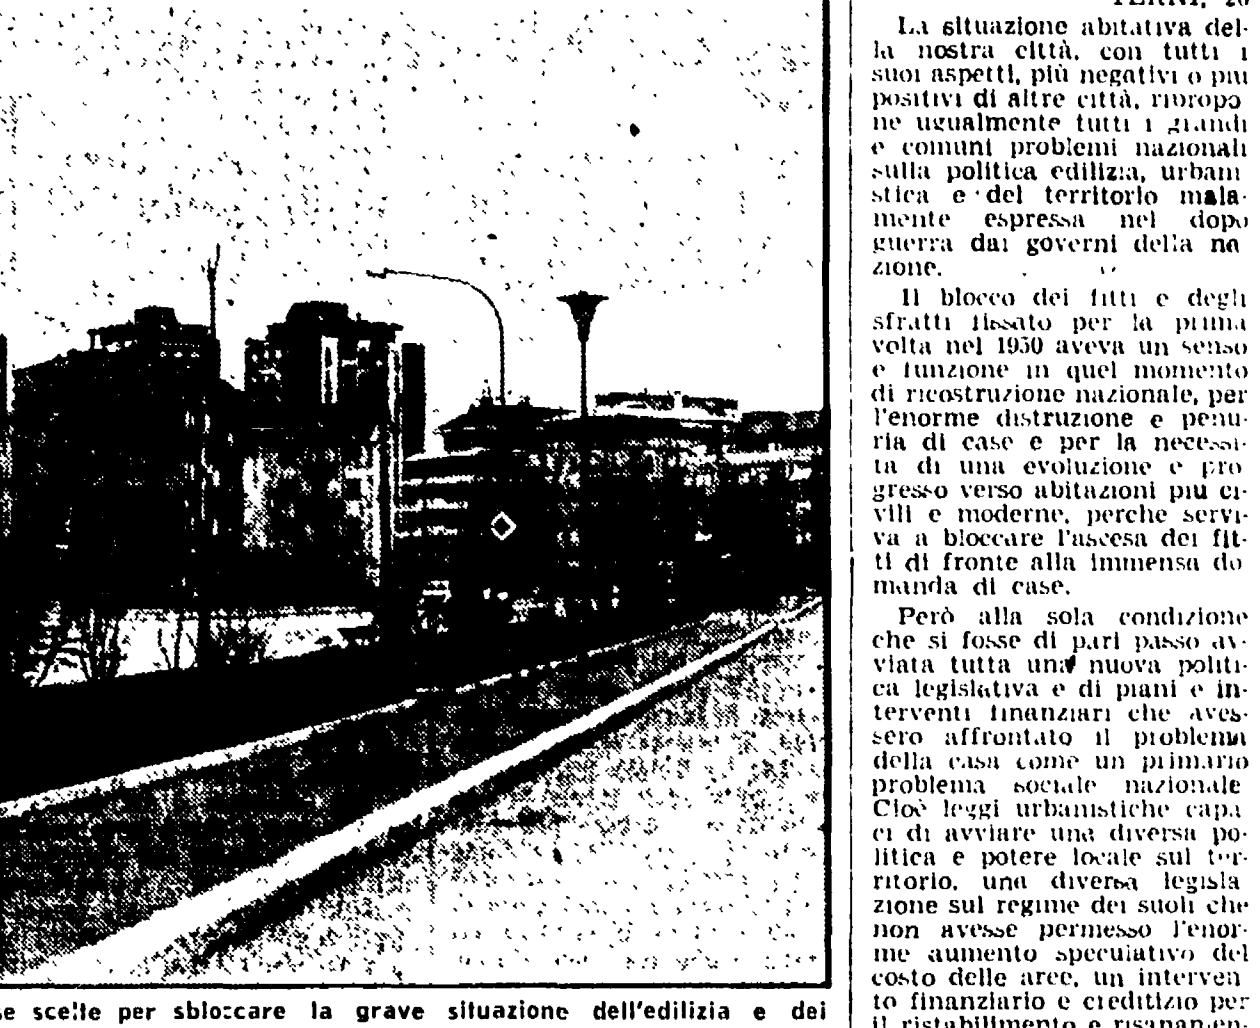 TERNI, 20
La situazione abitativa del-
la nostra città, con tutti i
suoi aspetti, più negativi o più
positivi di altre città, ripropo
ne ugualmente tutti i grandi
e comuni problemi nazionali
sulla politica edilizia, urbani
stica e del territorio mala-
mente espressa nel dopo
guerra dai governi della na
zione.
Il blocco dei fitti e degli
sfratti fissato per la prima
volta nel 1950 aveva un senso
e funzione in quel momento
di ricostruzione nazionale, per
l'enorme distruzione e penu-
ria di case e per la necessi-
tà di una evoluzione e pro
gresso verso abitazioni più ci-
vili e moderne, perché servi-
va a bloccare l'ascesa dei fit-
ti di fronte alla immensa do
manda di case.
Però alla sola condizione
che si fosse di pari passo av-
viata tutta una nuova politi-
ca legislativa e di piani e in-
terventi finanziari che aves-
sero affrontato il problema
della casa come un primario
problema sociale nazionale
Cioè leggi urbanistiche capa
ci di avviare una diversa po-
litica e potere locale sul ter-
ritorio, una diversa legisla
zione sul regime dei suoli che
non avesse permesso l'enor-
me aumento speculativo del
costo delle aree, un interven
to finanziario e creditizio per
il ristabilimento e risanamen-
se scelte per sbloccare la grave situazione dell'edilizia e dei